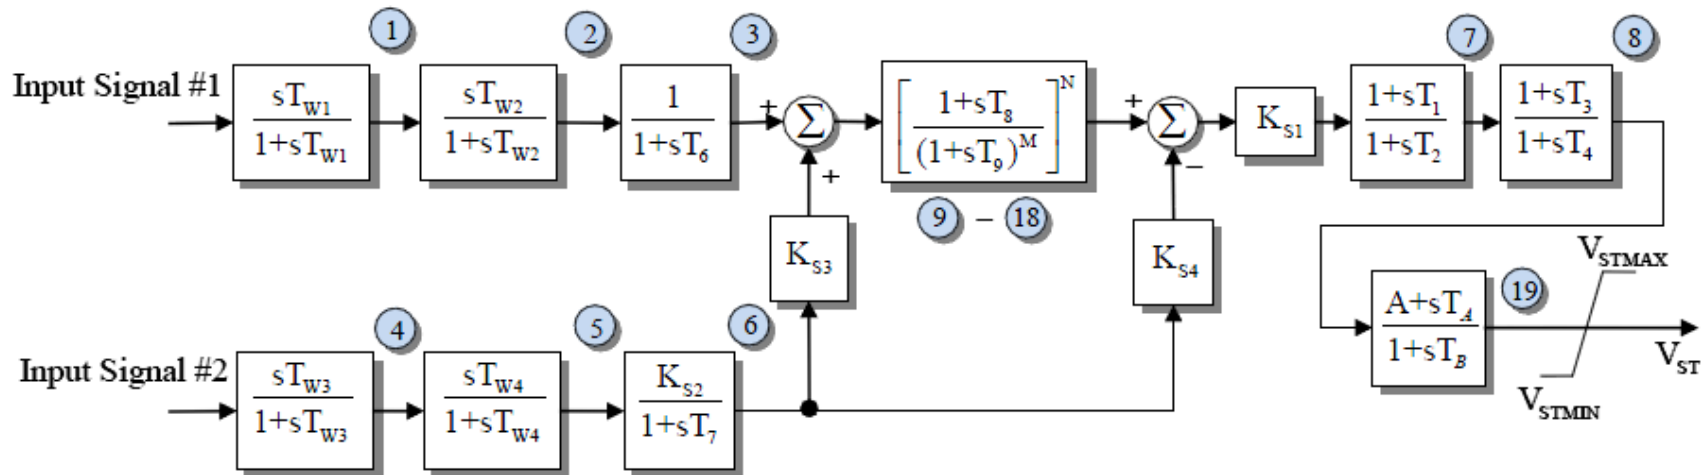 1 2 3 7 8
Input Signal #1
sT_W1 / 1+sT_W1
sT_W2 / 1+sT_W2
1 / 1+sT_6
+
Σ
+
[ 1+sT_8 / (1+sT_9)^M ]^N
9 – 18
+
Σ
−
K_S1
1+sT_1 / 1+sT_2
1+sT_3 / 1+sT_4
K_S3
K_S4
V_STMAX
A+sT_A / 1+sT_B
19
V_ST
V_STMIN
4 5 6
Input Signal #2
sT_W3 / 1+sT_W3
sT_W4 / 1+sT_W4
K_S2 / 1+sT_7